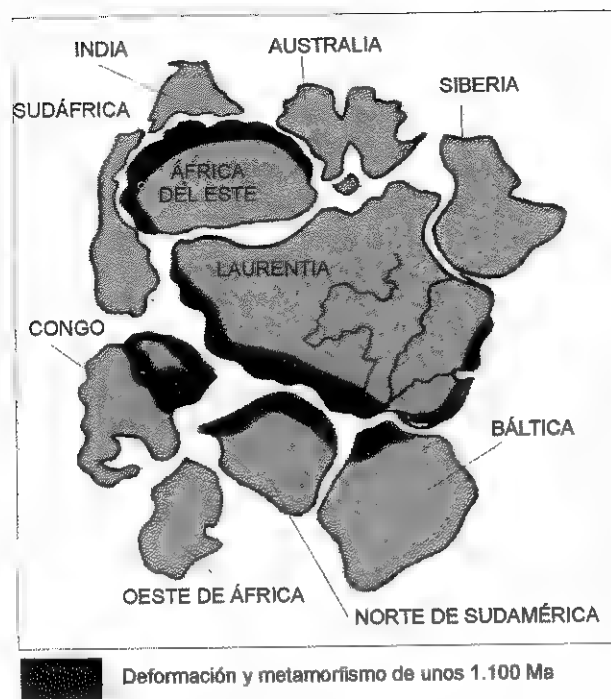 INDIA
AUSTRALIA
SIBERIA
SUDÁFRICA
ÁFRICA
DEL ESTE
LAURENTIA
CONGO
BÁLTICA
OESTE DE ÁFRICA
NORTE DE SUDAMÉRICA
Deformación y metamorfismo de unos 1.100 Ma